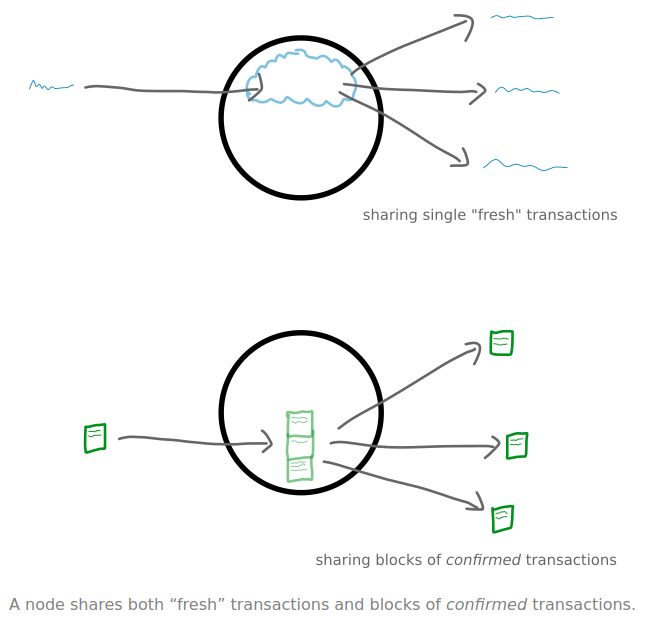 sharing single "fresh" transactions
sharing blocks of confirmed transactions
A node shares both “fresh” transactions and blocks of confirmed transactions.